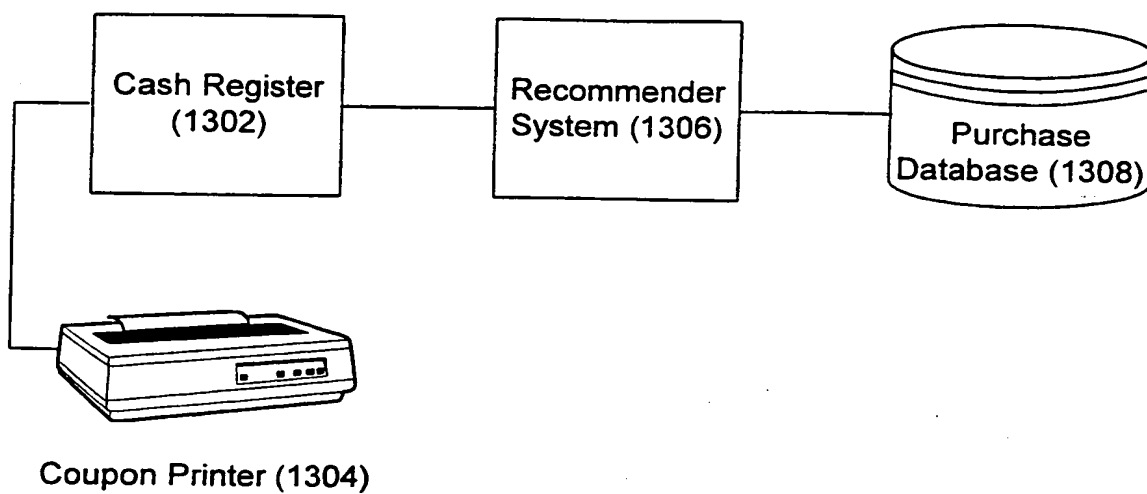 Cash Register
(1302)
Recommender
System (1306)
Purchase
Database (1308)
Coupon Printer (1304)